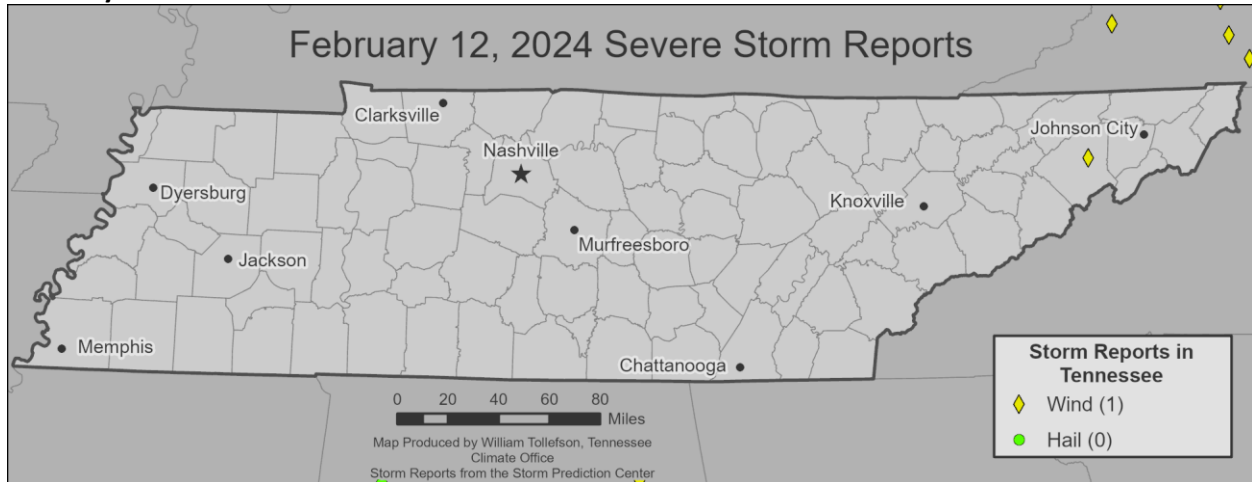 February 12, 2024 Severe Storm Reports
Clarksville
Nashville
Johnson City
Dyersburg
Knoxville
Murfreesboro
Jackson
Memphis
Chattanooga
0 20 40 60 80
Miles
Map Produced by William Tollefson, Tennessee
Climate Office
Storm Reports from the Storm Prediction Center
Storm Reports in
Tennessee
Wind (1)
Hail (0)